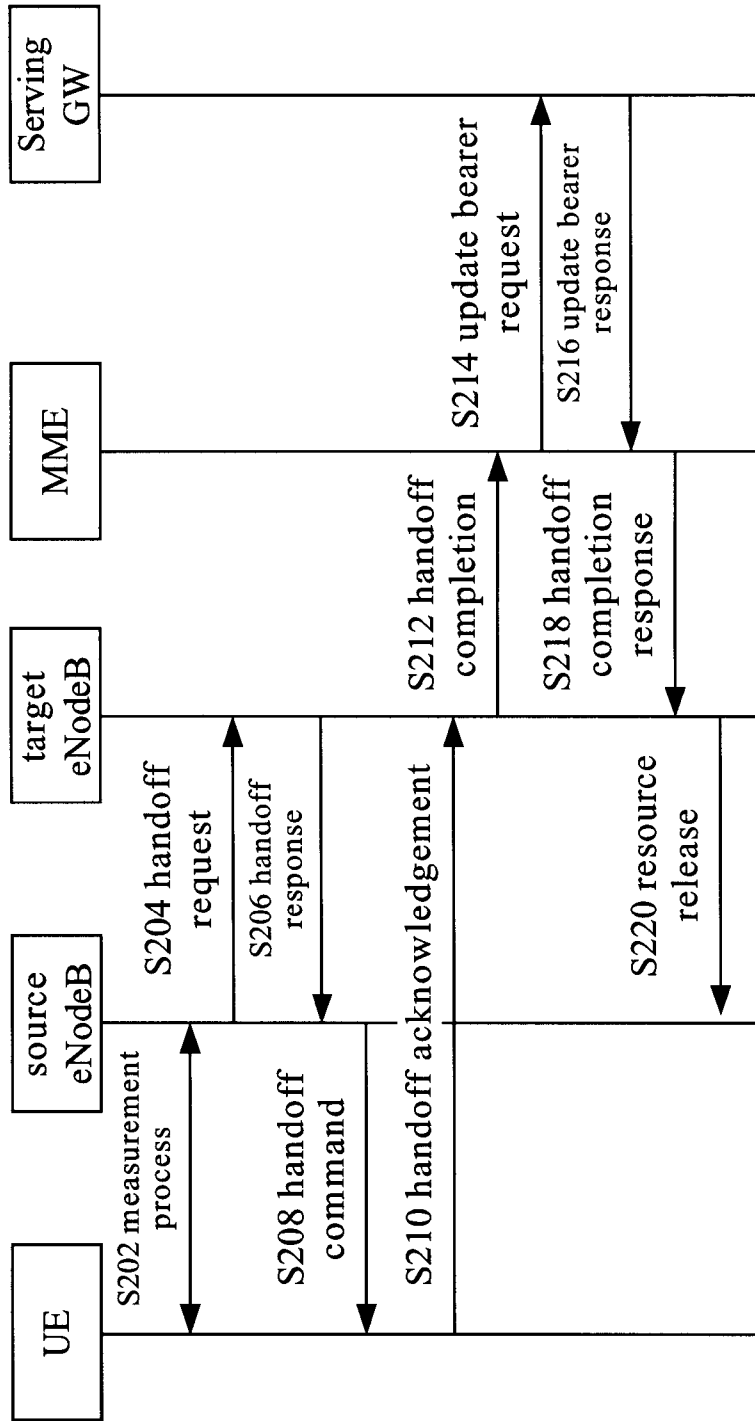 UE
source
eNodeB
target
eNodeB
MME
Serving
GW
S202 measurement
process
S204 handoff
request
S206 handoff
response
S208 handoff
command
S210 handoff acknowledgement
S212 handoff
completion
S214 update bearer
request
S216 update bearer
response
S218 handoff
completion
response
S220 resource
release